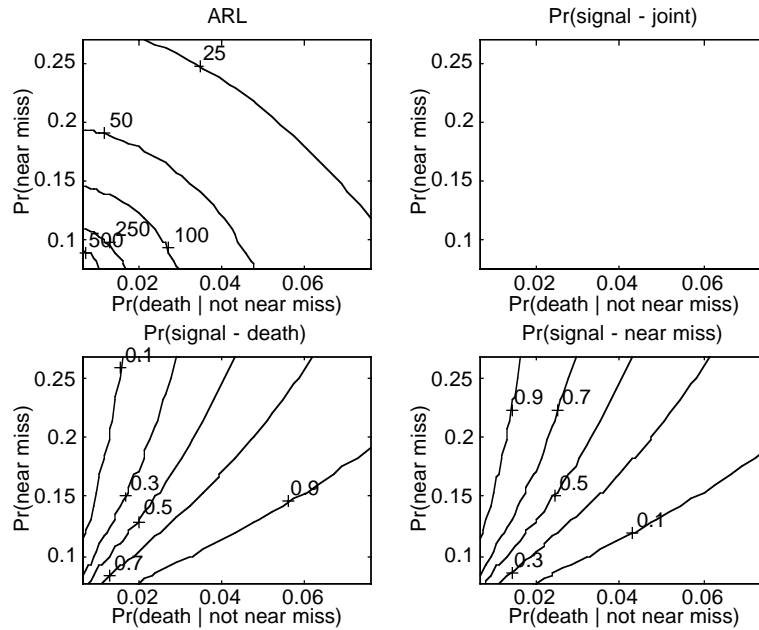 ARL
Pr(near miss)
0.25
0.2
0.15
0.1
25
50
100
250
500
0.02 0.04 0.06
Pr(death | not near miss)
Pr(signal - joint)
Pr(near miss)
0.25
0.2
0.15
0.1
0.02 0.04 0.06
Pr(death | not near miss)
Pr(signal - death)
Pr(near miss)
0.25
0.2
0.15
0.1
0.1
0.3
0.5
0.9
0.7
0.02 0.04 0.06
Pr(death | not near miss)
Pr(signal - near miss)
Pr(near miss)
0.25
0.2
0.15
0.1
0.9
0.7
0.5
0.1
0.3
0.02 0.04 0.06
Pr(death | not near miss)